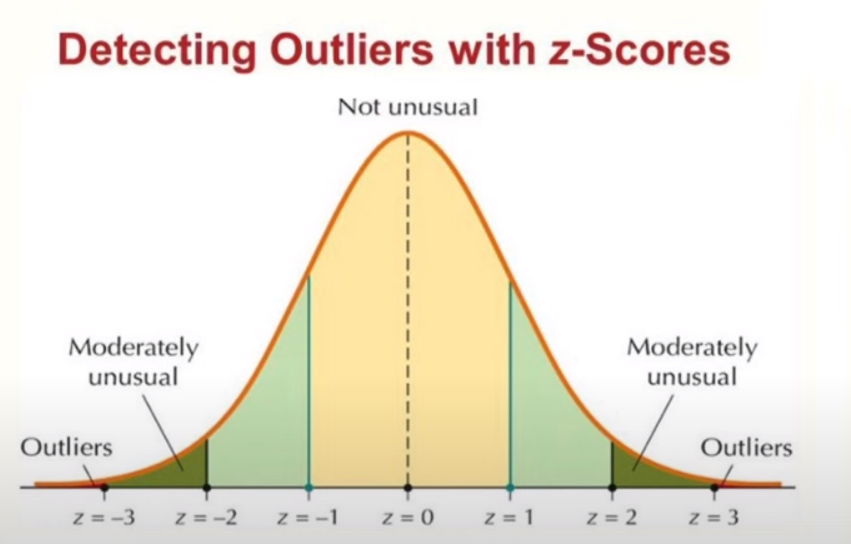 Detecting Outliers with z-Scores
Not unusual
Moderately
unusual
Moderately
unusual
Outliers
Outliers
z = –3 z = –2 z = –1 z = 0 z = 1 z = 2 z = 3